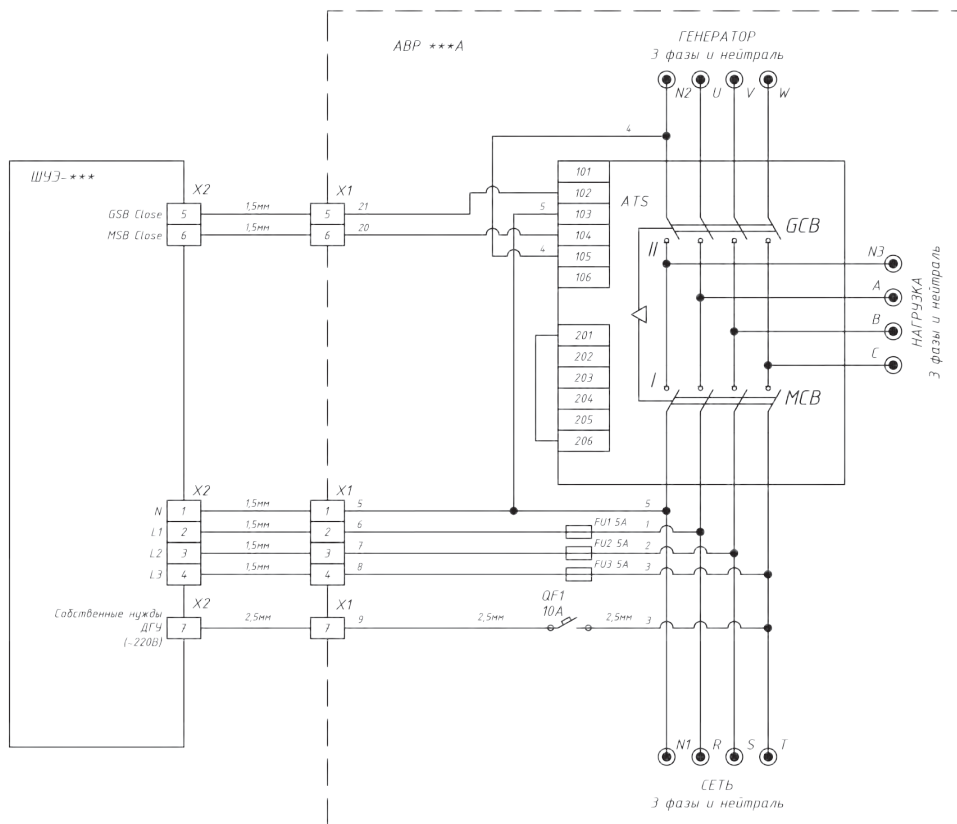 АВР ***А
ГЕНЕРАТОР
3 фазы и нейтраль
N2 U V W
4
ШУЭ-***
X2
X1
101
102
103
104
105
106
ATS
GCB
II
GSB Close 5 1,5мм 5 21
MSB Close 6 1,5мм 6 20
5
4
N3
A
B
C
НАГРУЗКА
3 фазы и нейтраль
201
202
203
204
205
206
I
MCB
X2
X1
N 1 1,5мм 1 5 5
L1 2 1,5мм 2 6 FU1 5A 1
L2 3 1,5мм 3 7 FU2 5A 2
L3 4 1,5мм 4 8 FU3 5A 3
X2
X1
Собственные нужды
ДГУ
(~220В)
7 2,5мм 7 9 2,5мм
QF1
10A
2,5мм 3
N1 R S T
СЕТЬ
3 фазы и нейтраль